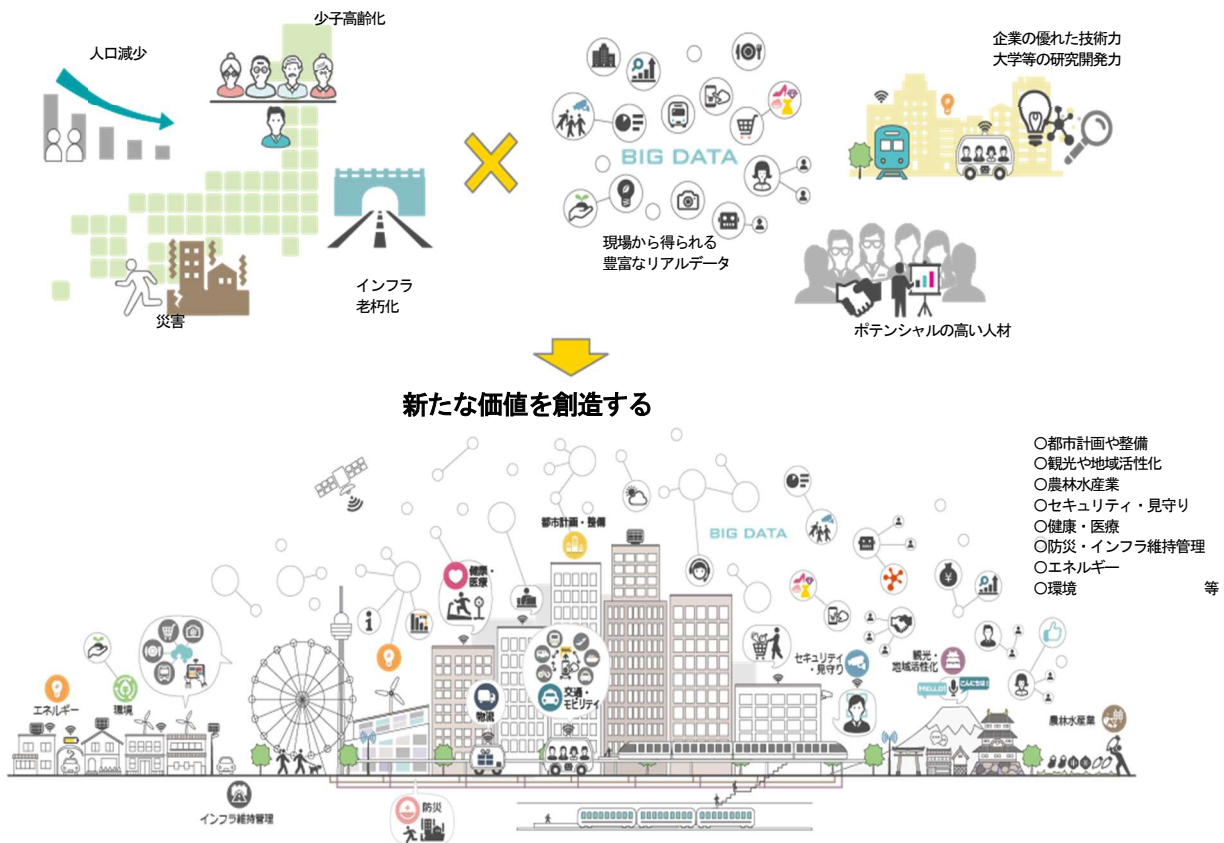 少子高齢化
人口減少
企業の優れた技術力
大学等の研究開発力
BIG DATA
現場から得られる
豊富なリアルデータ
インフラ
老朽化
災害
ポテンシャルの高い人材
新たな価値を創造する
〇都市計画や整備
〇観光や地域活性化
〇農林水産業
〇セキュリティ・見守り
〇健康・医療
〇防災・インフラ維持管理
〇エネルギー
〇環境 等
都市計画・整備
BIG DATA
健康・
医療
セキュリティ
・見守り
観光・
地域活性化
HELLO!
こんにちは!
交通・
モビリティ
物流
エネルギー
環境
農林水産業
インフラ維持管理
防災